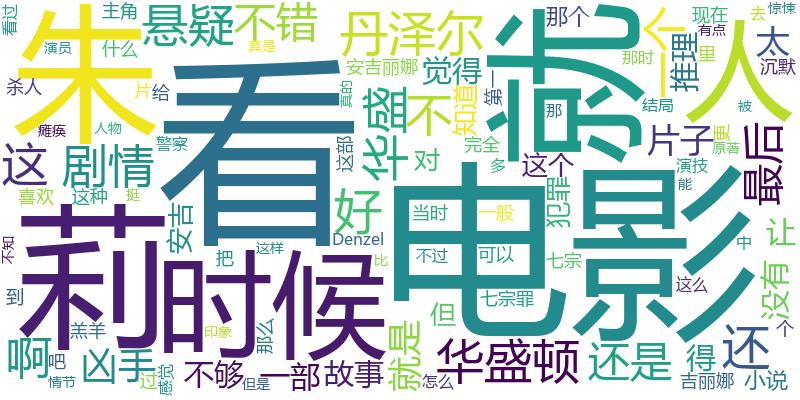 看过
主角
悬疑
不错
丹泽尔
那个
现在
去
惊悚
朱
演员
什么
真是
安吉丽娜
觉得
第一
就
那时
一个
推理
里
有点
太
沉默
人
杀人
片
给
看
真的
不
知道
那
结局
被
瘫痪
人物
警察
这部
华盛
对
完全
多
这个
片子
更
原著
最后
这
剧情
喜欢
这种
挺
安吉
好
当时
一般
犯罪
演技
能
电影
让
不知
莉
时候
把
这样
Denzel
不过
可以
七宗
中
没有
到
羔羊
印象
那么
比
但
七宗罪
这么
个
啊
吧
情节
凶手
过
感觉
不够
但是
一部
故事
就是
怎么
华盛顿
还是
得
吉丽娜
还
小说